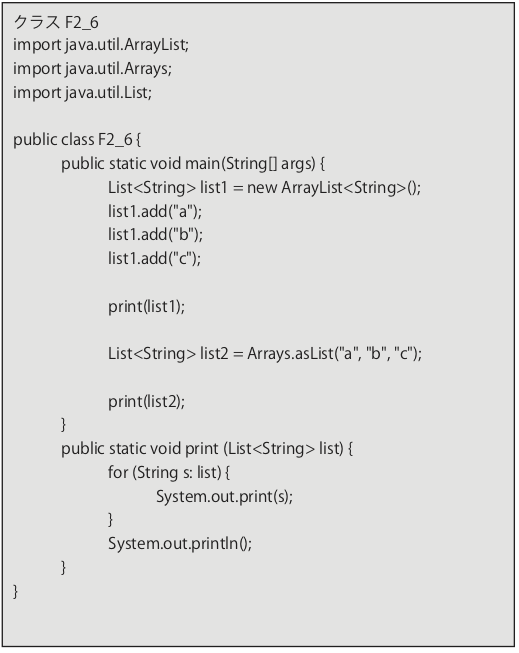 クラス F2_6
import java.util.ArrayList;
import java.util.Arrays;
import java.util.List;
public class F2_6 {
public static void main(String[] args) {
List<String> list1 = new ArrayList<String>();
list1.add("a");
list1.add("b");
list1.add("c");
print(list1);
List<String> list2 = Arrays.asList("a", "b", "c");
print(list2);
}
public static void print (List<String> list) {
for (String s: list) {
System.out.print(s);
}
System.out.println();
}
}